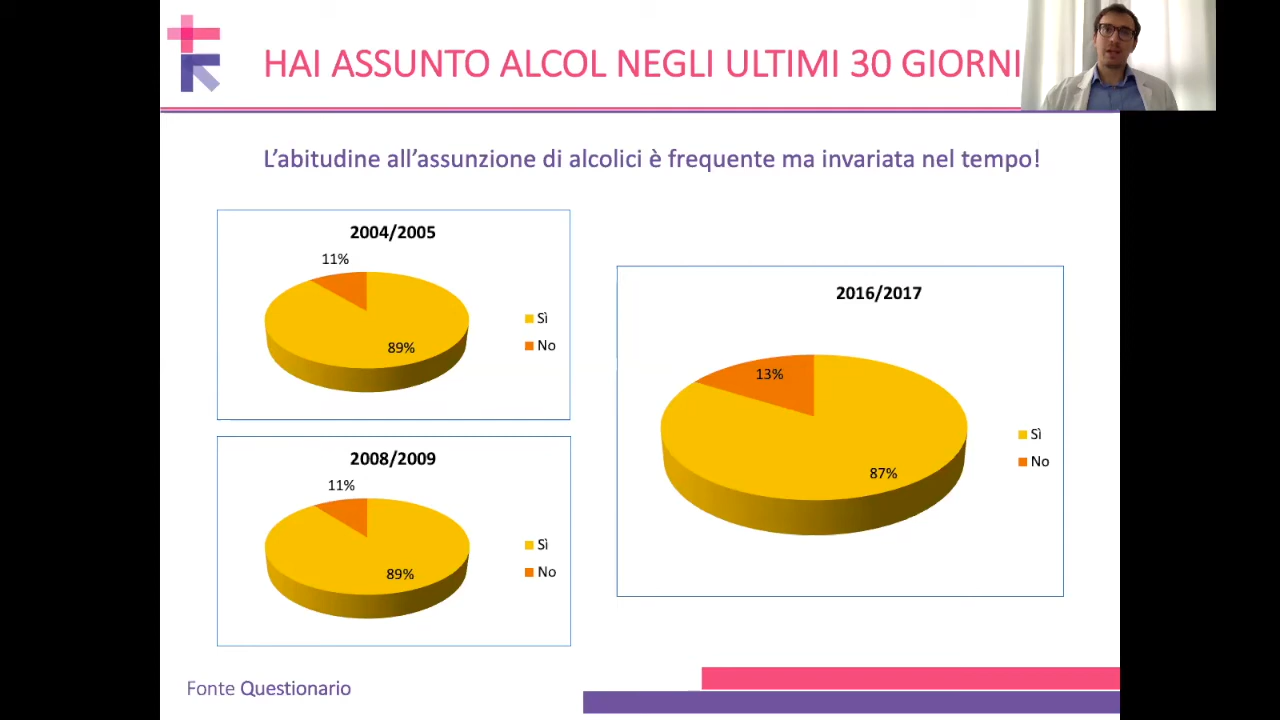 HAI ASSUNTO ALCOL NEGLI ULTIMI 30 GIORNI
L'abitudine all'assunzione di alcolici è frequente ma invariata nel tempo!
2004/2005
11%
89%
Sì
No
2008/2009
11%
89%
Sì
No
2016/2017
13%
87%
Sì
No
Fonte Questionario